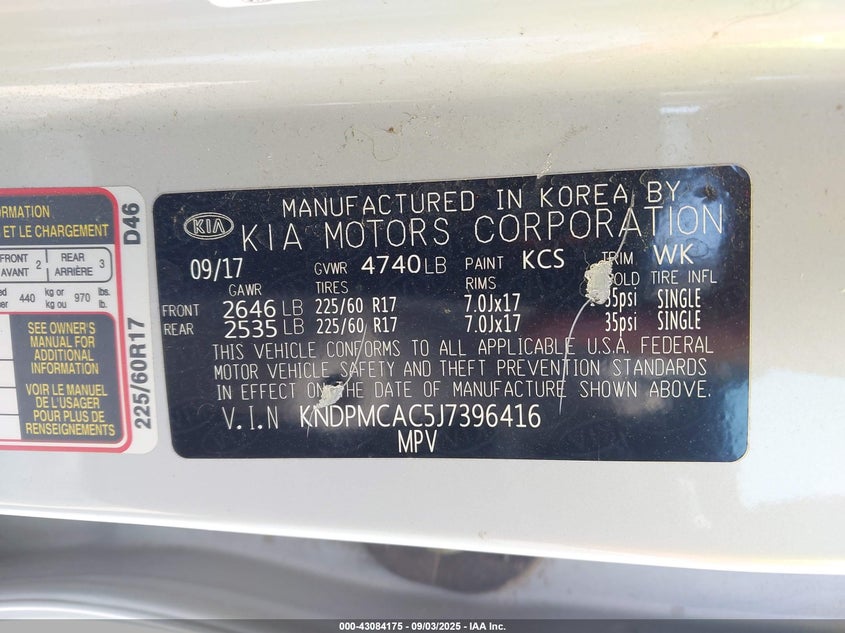 ORMATION
ET LE CHARGEMENT
FRONT
AVANT 2
REAR
ARRIÈRE 3
440 kg or
kg ou 970 lbs.
lb.
SEE OWNER'S
MANUAL FOR
ADDITIONAL
INFORMATION
VOIR LE MANUEL
DE L'USAGER
POUR PLUS DE
RENSEIGNEMENTS
D46
225/60R17
KIA
MANUFACTURED IN KOREA BY
KIA MOTORS CORPORATION
09/17 GVWR 4740LB PAINT KCS TRIM WK
GAWR TIRES RIMS COLD TIRE INFL
FRONT 2646 LB 225/60 R17 7.0Jx17 35psi SINGLE
REAR 2535 LB 225/60 R17 7.0Jx17 35psi SINGLE
THIS VEHICLE CONFORMS TO ALL APPLICABLE U.S.A. FEDERAL
MOTOR VEHICLE SAFETY AND THEFT PREVENTION STANDARDS
IN EFFECT ON THE DATE OF MANUFACTURE SHOWN ABOVE.
V.I.N KNDPMCAC5J7396416
MPV
000-43084175 - 09/03/2025 - IAA Inc.